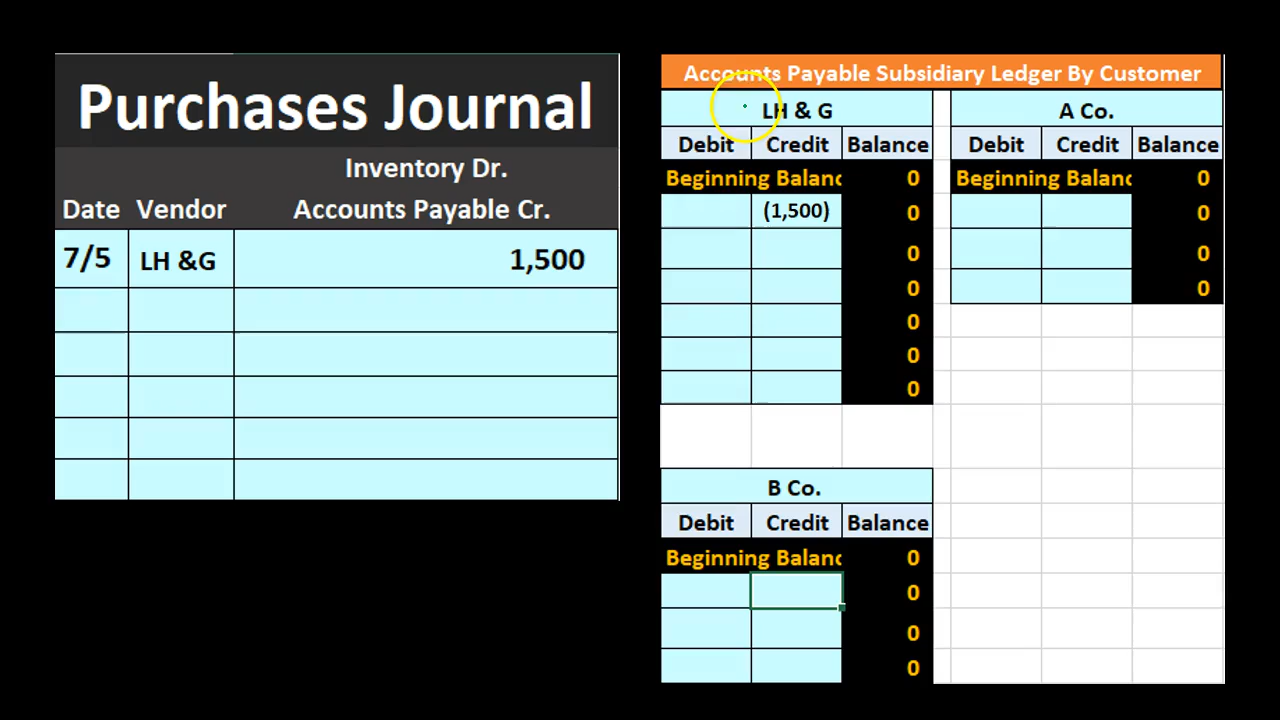 Purchases Journal
Inventory Dr.
Date Vendor Accounts Payable Cr.
7/5 LH &G 1,500
Accounts Payable Subsidiary Ledger By Customer
LH & G A Co.
Debit Credit Balance Debit Credit Balance
Beginning Balanc 0 Beginning Balanc 0
(1,500) 0 0
0 0
0 0
0
0
0
B Co.
Debit Credit Balance
Beginning Balanc 0
0
0
0